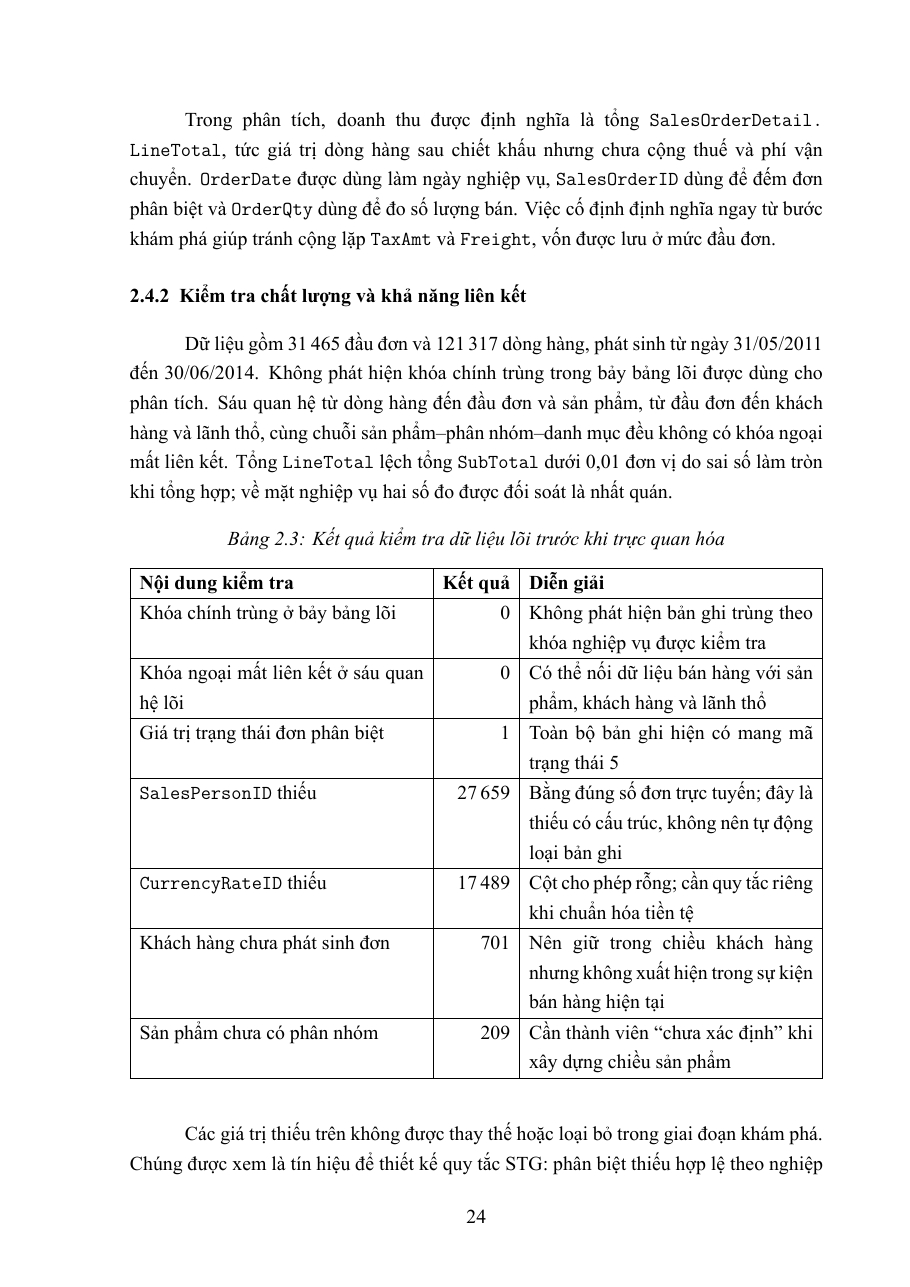 Trong phân tích, doanh thu được định nghĩa là tổng SalesOrderDetail.
LineTotal, tức giá trị dòng hàng sau chiết khấu nhưng chưa cộng thuế và phí vận
chuyển. OrderDate được dùng làm ngày nghiệp vụ, SalesOrderID dùng để đếm đơn
phân biệt và OrderQty dùng để đo số lượng bán. Việc cố định định nghĩa ngay từ bước
khám phá giúp tránh cộng lặp TaxAmt và Freight, vốn được lưu ở mức đầu đơn.
2.4.2 Kiểm tra chất lượng và khả năng liên kết
Dữ liệu gồm 31 465 đầu đơn và 121 317 dòng hàng, phát sinh từ ngày 31/05/2011
đến 30/06/2014. Không phát hiện khóa chính trùng trong bảy bảng lõi được dùng cho
phân tích. Sáu quan hệ từ dòng hàng đến đầu đơn và sản phẩm, từ đầu đơn đến khách
hàng và lãnh thổ, cùng chuỗi sản phẩm–phân nhóm–danh mục đều không có khóa ngoại
mất liên kết. Tổng LineTotal lệch tổng SubTotal dưới 0,01 đơn vị do sai số làm tròn
khi tổng hợp; về mặt nghiệp vụ hai số đo được đối soát là nhất quán.
Bảng 2.3: Kết quả kiểm tra dữ liệu lõi trước khi trực quan hóa
Nội dung kiểm tra Kết quả Diễn giải
Khóa chính trùng ở bảy bảng lõi 0 Không phát hiện bản ghi trùng theo
khóa nghiệp vụ được kiểm tra
Khóa ngoại mất liên kết ở sáu quan 0 Có thể nối dữ liệu bán hàng với sản
hệ lõi phẩm, khách hàng và lãnh thổ
Giá trị trạng thái đơn phân biệt 1 Toàn bộ bản ghi hiện có mang mã
trạng thái 5
SalesPersonID thiếu 27 659 Bằng đúng số đơn trực tuyến; đây là
thiếu có cấu trúc, không nên tự động
loại bản ghi
CurrencyRateID thiếu 17 489 Cột cho phép rỗng; cần quy tắc riêng
khi chuẩn hóa tiền tệ
Khách hàng chưa phát sinh đơn 701 Nên giữ trong chiều khách hàng
nhưng không xuất hiện trong sự kiện
bán hàng hiện tại
Sản phẩm chưa có phân nhóm 209 Cần thành viên “chưa xác định” khi
xây dựng chiều sản phẩm
Các giá trị thiếu trên không được thay thế hoặc loại bỏ trong giai đoạn khám phá.
Chúng được xem là tín hiệu để thiết kế quy tắc STG: phân biệt thiếu hợp lệ theo nghiệp
24